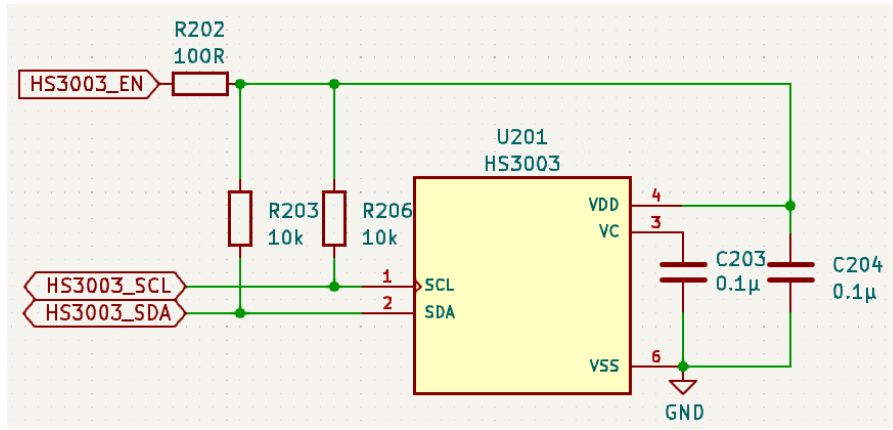 R202
100R
HS3003_EN
U201
HS3003
VDD 4
VC 3
R203
10k
R206
10k
C203
0.1µ
C204
0.1µ
HS3003_SCL
1 SCL
HS3003_SDA
2 SDA
VSS 6
GND